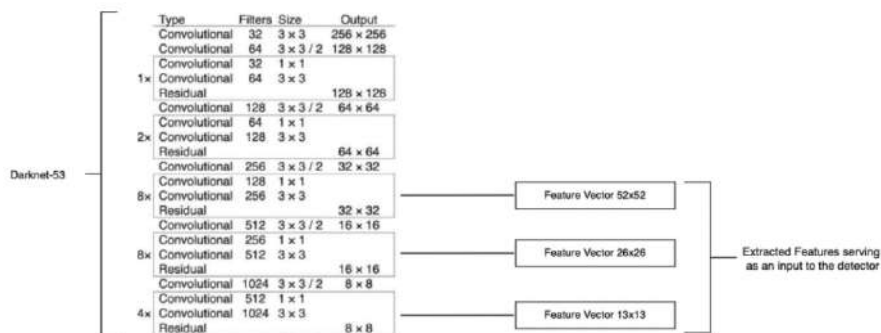 Type Filters Size Output
Convolutional 32 3 × 3 256 × 256
Convolutional 64 3 × 3 / 2 128 × 128
Convolutional 32 1 × 1
1× Convolutional 64 3 × 3
Residual 128 × 128
Convolutional 128 3 × 3 / 2 64 × 64
Convolutional 64 1 × 1
2× Convolutional 128 3 × 3
Residual 64 × 64
Convolutional 256 3 × 3 / 2 32 × 32
Convolutional 128 1 × 1
8× Convolutional 256 3 × 3
Residual 32 × 32
Convolutional 512 3 × 3 / 2 16 × 16
Convolutional 256 1 × 1
8× Convolutional 512 3 × 3
Residual 16 × 16
Convolutional 1024 3 × 3 / 2 8 × 8
Convolutional 512 1 × 1
4× Convolutional 1024 3 × 3
Residual 8 × 8
Darknet-53
Feature Vector 52x52
Feature Vector 26x26
Feature Vector 13x13
Extracted Features serving
as an input to the detector